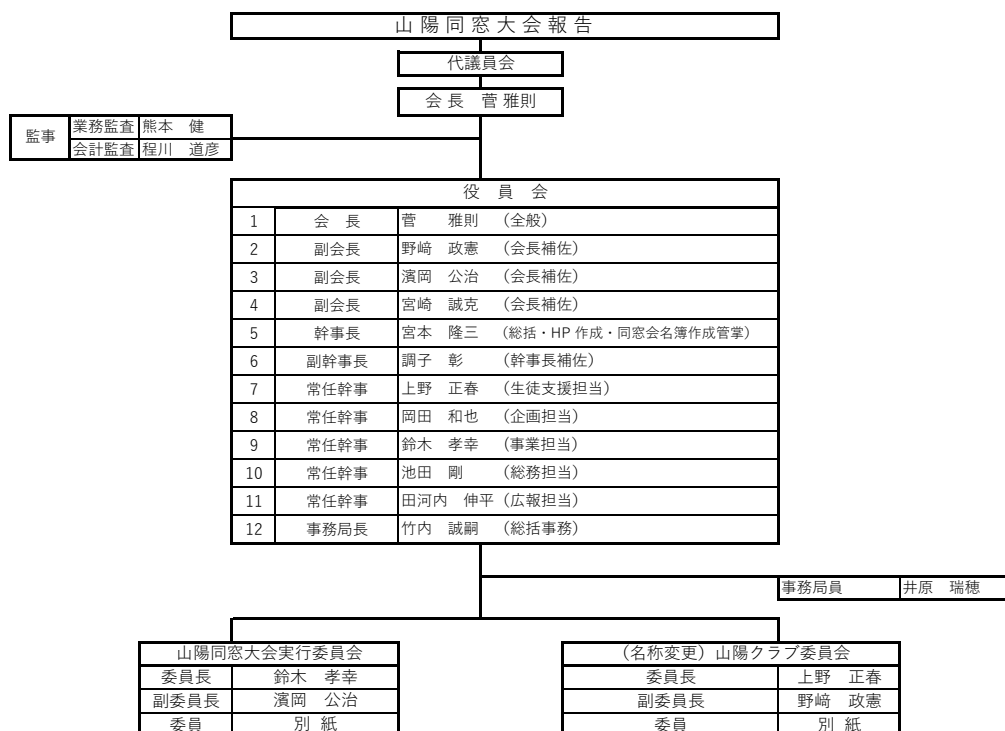 山陽同窓大会報告
代議員会
会長 菅 雅則
監事
業務監査 熊本 健
会計監査 程川 道彦
役員会
1 会 長 菅 雅則 (全般)
2 副会長 野﨑 政憲 (会長補佐)
3 副会長 濱岡 公治 (会長補佐)
4 副会長 宮崎 誠克 (会長補佐)
5 幹事長 宮本 隆三 (総括・HP 作成・同窓会名簿作成管掌)
6 副幹事長 調子 彰 (幹事長補佐)
7 常任幹事 上野 正春 (生徒支援担当)
8 常任幹事 岡田 和也 (企画担当)
9 常任幹事 鈴木 孝幸 (事業担当)
10 常任幹事 池田 剛 (総務担当)
11 常任幹事 田河内 伸平 (広報担当)
12 事務局長 竹内 誠嗣 (総括事務)
事務局員 井原 瑞穂
山陽同窓大会実行委員会
委員長 鈴木 孝幸
副委員長 濱岡 公治
委員 別 紙
(名称変更) 山陽クラブ委員会
委員長 上野 正春
副委員長 野﨑 政憲
委員 別 紙